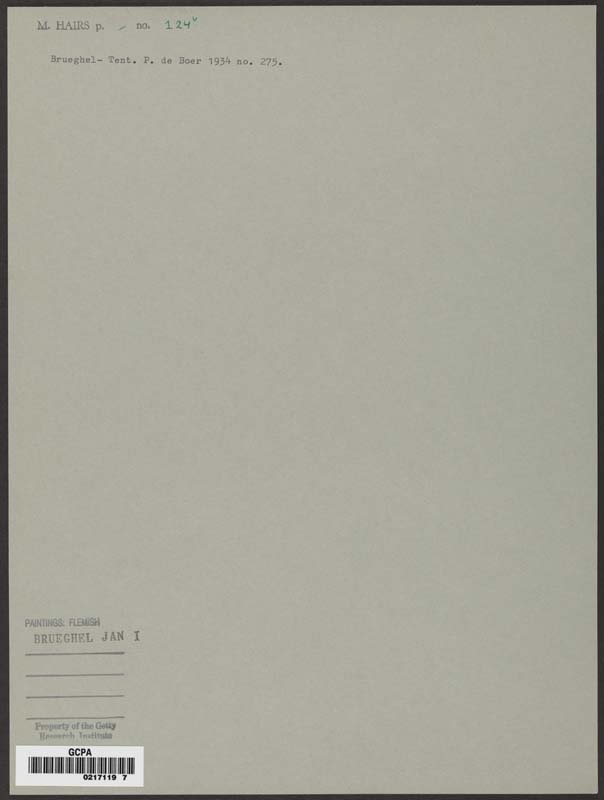 M. HAIRS p. - no. 124v
Brueghel- Tent. P. de Boer 1934 no. 275.
PAINTINGS: FLEMISH
BRUEGHEL JAN I
Property of the Getty
Research Institute
GCPA
0217119 7